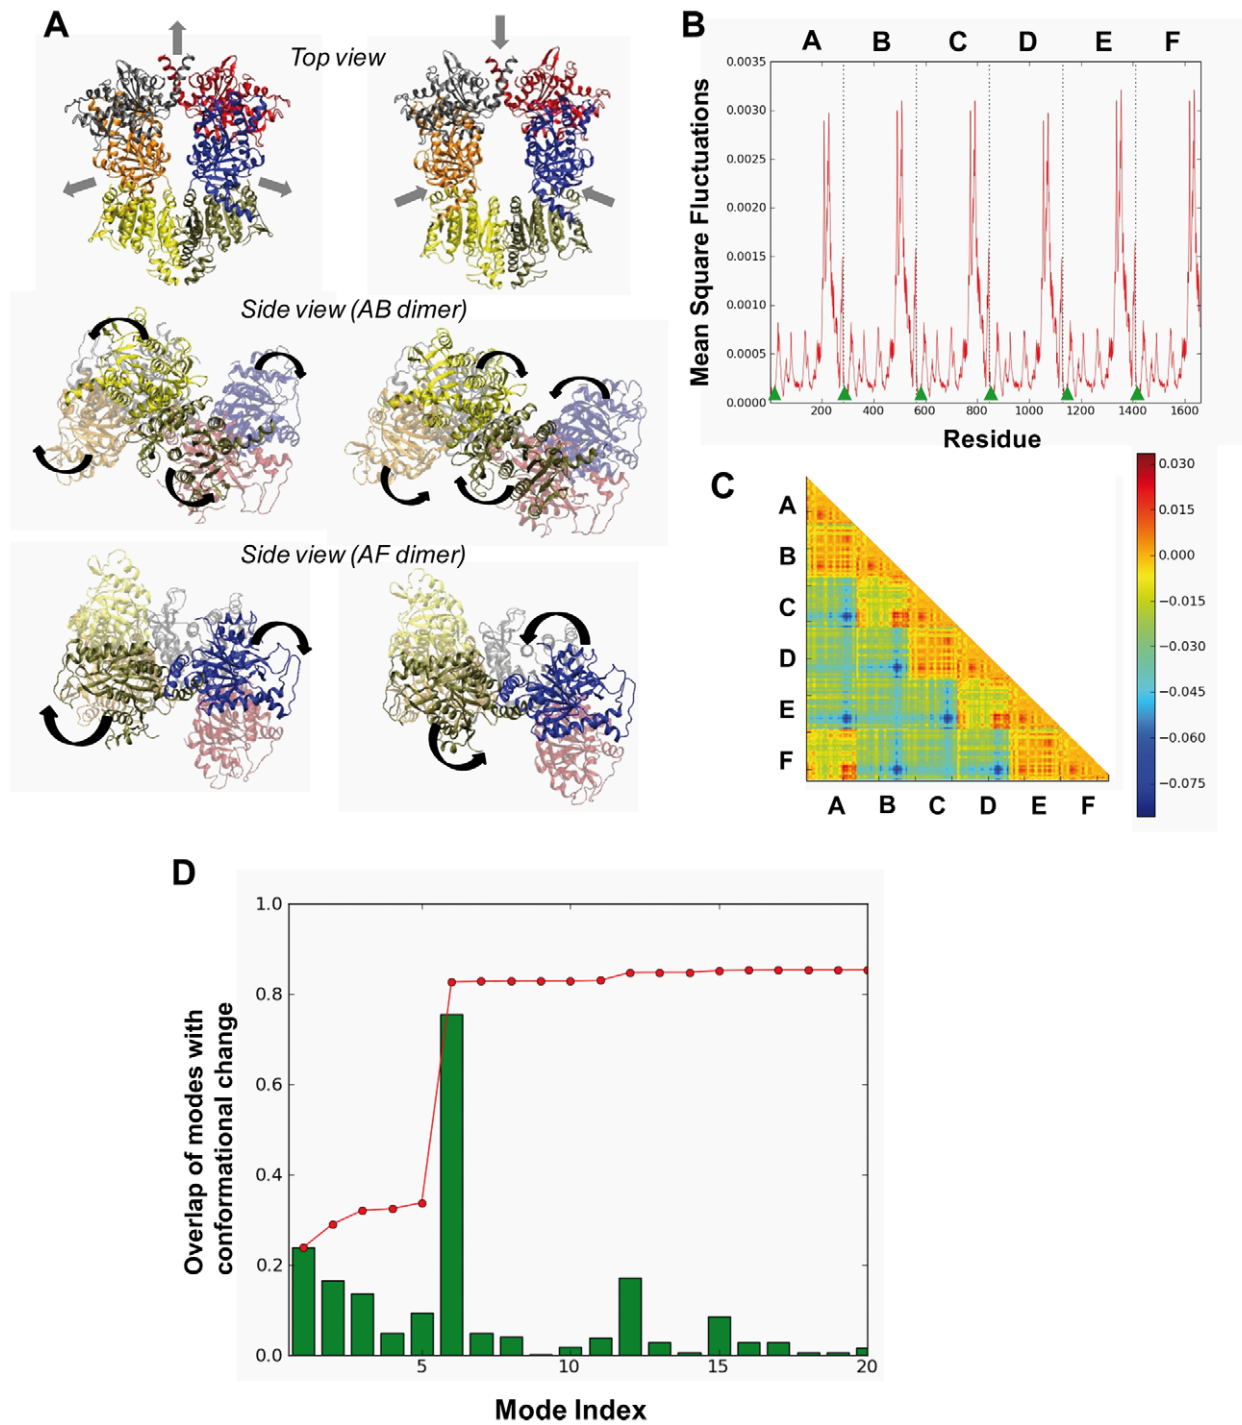 A
Top view
Side view (AB dimer)
Side view (AF dimer)
B
A B C D E F
0.0035
0.0030
0.0025
0.0020
0.0015
0.0010
0.0005
0.0000
Mean Square Fluctuations
200 400 600 800 1000 1200 1400 1600
Residue
C
A
B
C
D
E
F
A B C D E F
0.030
0.015
0.000
−0.015
−0.030
−0.045
−0.060
−0.075
D
1.0
0.8
0.6
0.4
0.2
0.0
Overlap of modes with
conformational change
5 10 15 20
Mode Index